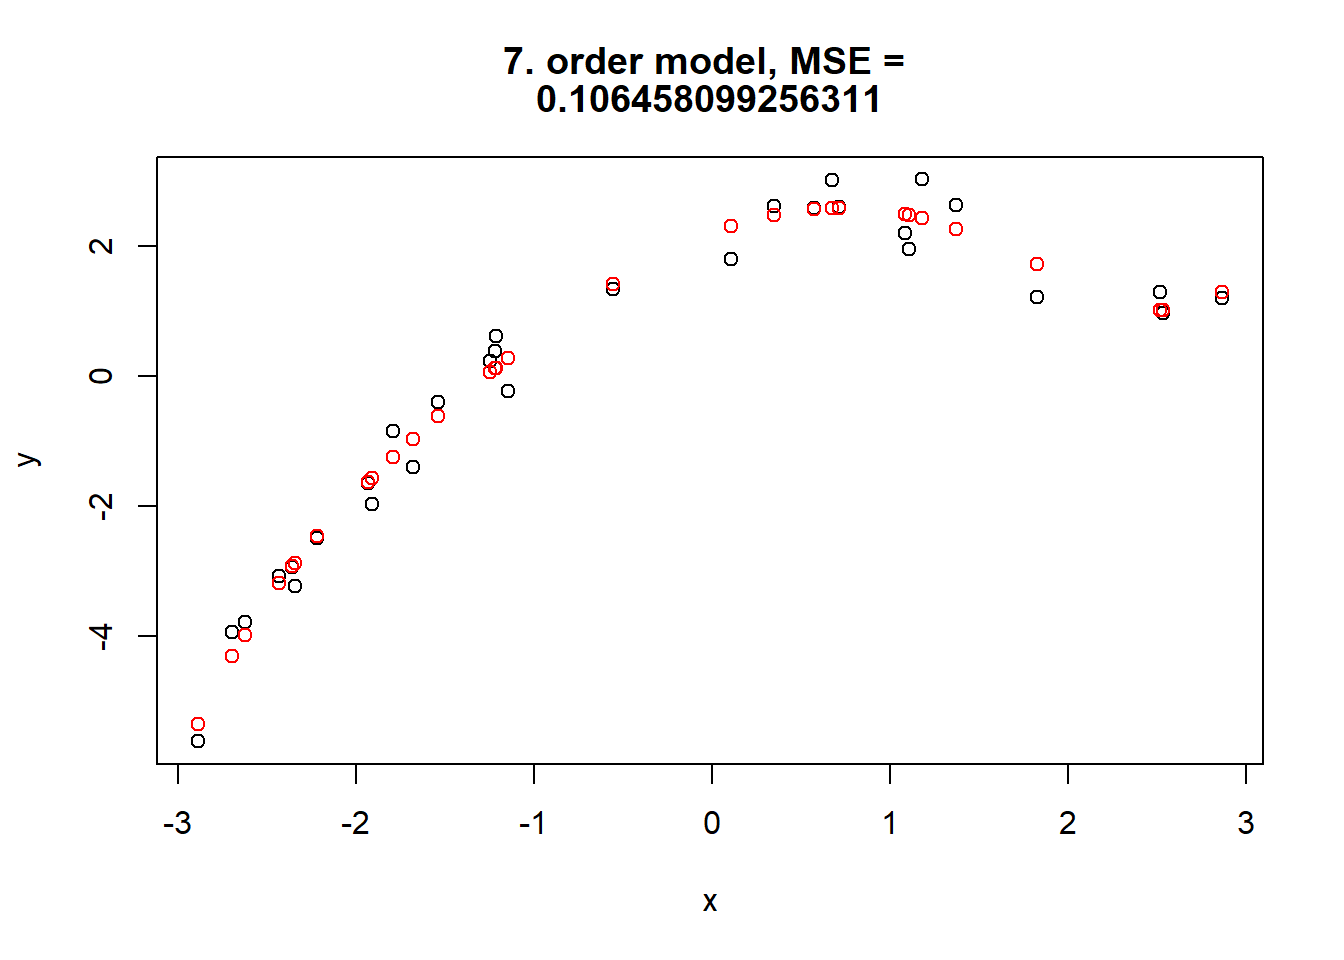 7. order model, MSE =
0.106458099256311
2
0
-2
-4
y
-3 -2 -1 0 1 2 3
x